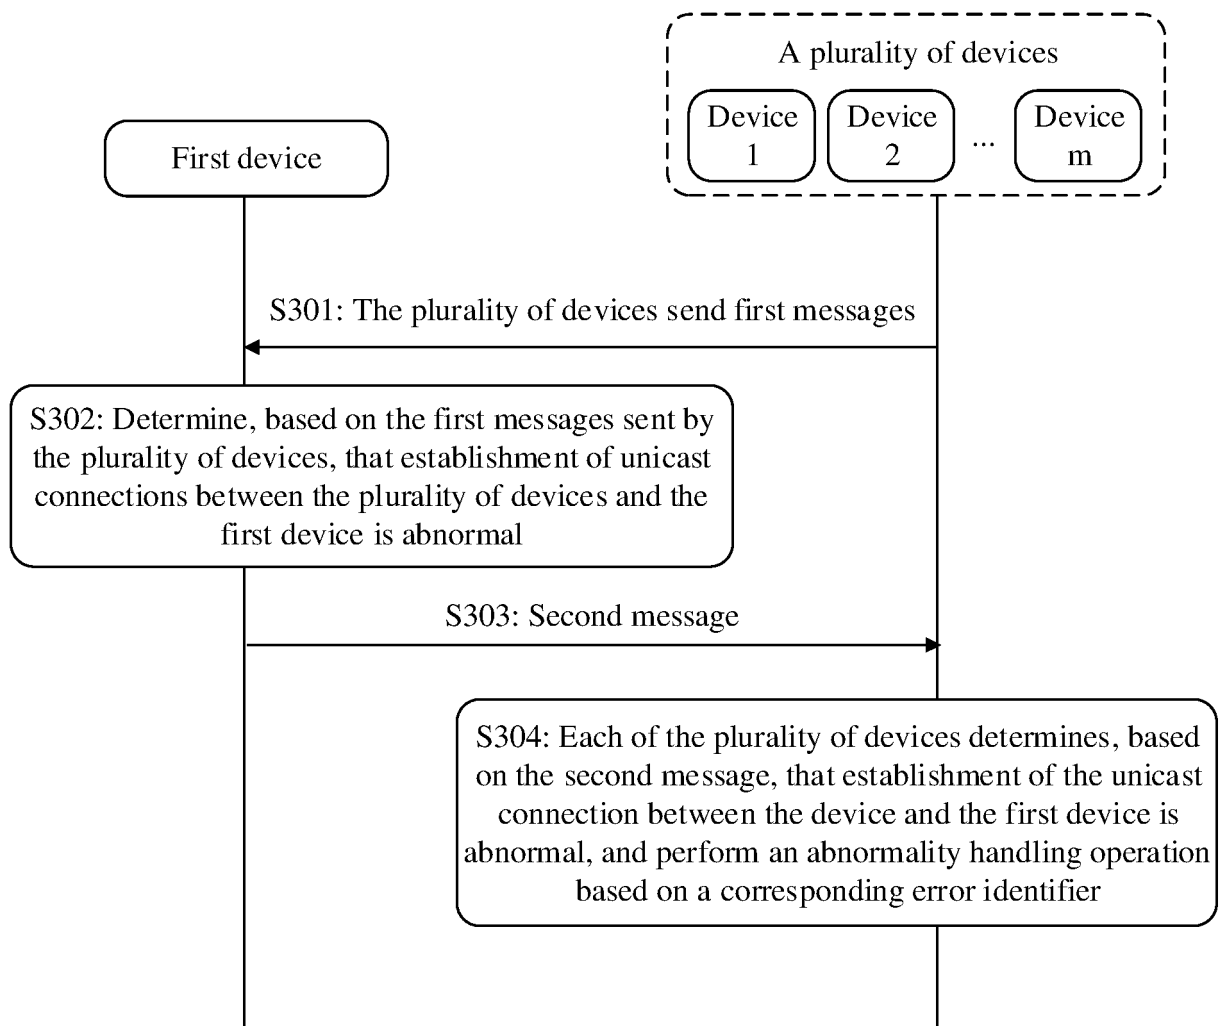 A plurality of devices
Device
1
Device
2
...
Device
m
First device
S301: The plurality of devices send first messages
S302: Determine, based on the first messages sent by
the plurality of devices, that establishment of unicast
connections between the plurality of devices and the
first device is abnormal
S303: Second message
S304: Each of the plurality of devices determines, based
on the second message, that establishment of the unicast
connection between the device and the first device is
abnormal, and perform an abnormality handling operation
based on a corresponding error identifier